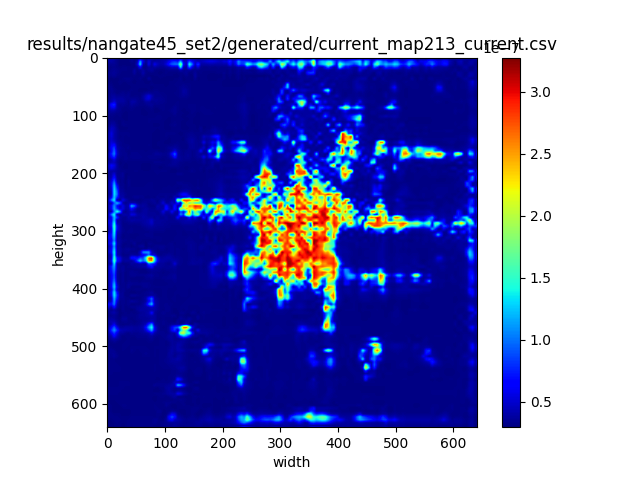 results/nangate45_set2/generated/current_map213_current.csv
1e−7
0
100
200
300
400
500
600
height
0 100 200 300 400 500 600
width
3.0
2.5
2.0
1.5
1.0
0.5